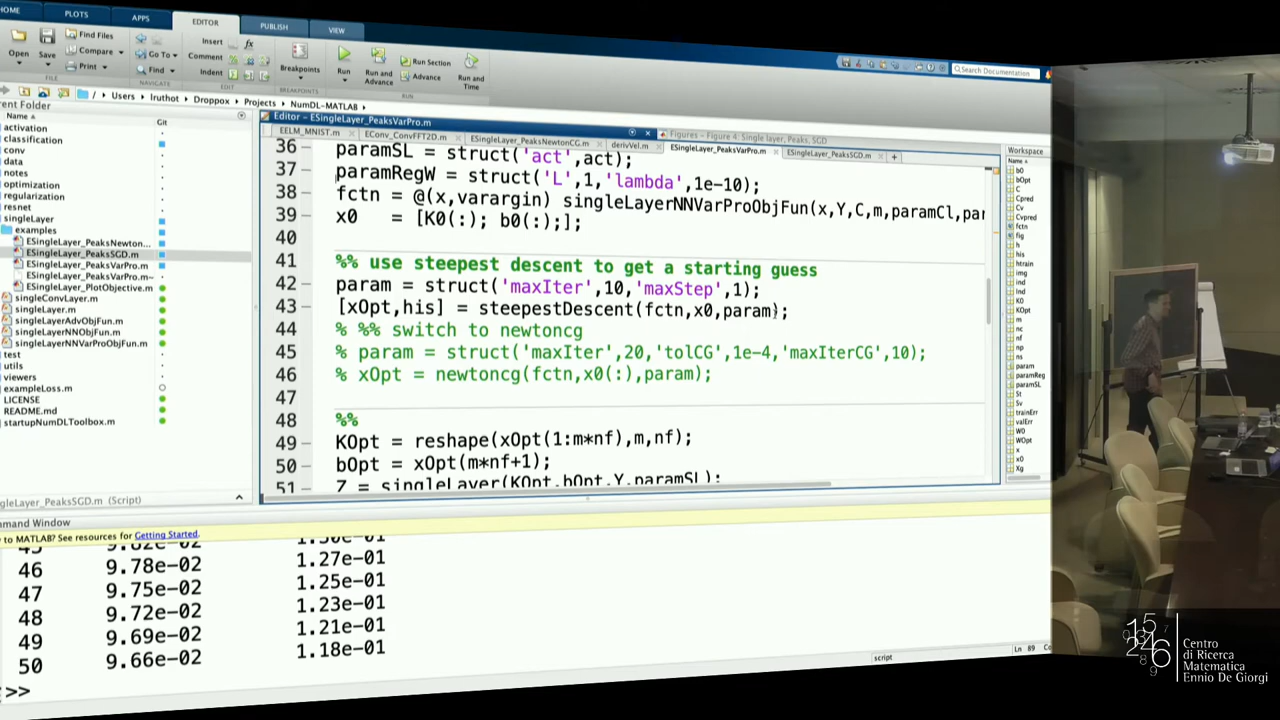 HOME
PLOTS
APPS
EDITOR
PUBLISH
VIEW
Open
Save
Find Files
Compare
Print
FILE
Go To
Find
NAVIGATE
Insert
Comment
Indent
EDIT
Breakpoints
BREAKPOINTS
Run
Run and Advance
Run Section
Advance
Run and Time
RUN
Search Documentation
/ Users lruthot Dropbox Projects NumDL-MATLAB
rent Folder
Name
Git
activation
classification
conv
data
notes
optimization
regularization
resnet
singleLayer
examples
ESingleLayer_PeaksNewton...
ESingleLayer_PeaksSGD.m
ESingleLayer_PeaksVarPro.m
ESingleLayer_PeaksVarPro.m~
ESingleLayer_PlotObjective.m
singleConvLayer.m
singleLayer.m
singleLayerAdvObjFun.m
singleLayerNNObjFun.m
singleLayerNNVarProObjFun.m
test
utils
viewers
exampleLoss.m
LICENSE
README.md
startupNumDLToolbox.m
ngleLayer_PeaksSGD.m (Script)
Editor - ESingleLayer_PeaksVarPro.m
Figures - Figure 4: Single layer, Peaks, SGD
EELM_MNIST.m
EConv_ConvFFT2D.m
ESingleLayer_PeaksNewtonCG.m
derivVel.m
ESingleLayer_PeaksVarPro.m
ESingleLayer_PeaksSGD.m
36 paramSL = struct('act',act);
37 paramRegW = struct('L',1,'lambda',1e-10);
38 fctn = @(x,varargin) singleLayerNNVarProObjFun(x,Y,C,m,paramCl,par
39 x0 = [K0(:); b0(:);];
40
41 %% use steepest descent to get a starting guess
42 param = struct('maxIter',10,'maxStep',1);
43 [xOpt,his] = steepestDescent(fctn,x0,param);
44 % %% switch to newtoncg
45 % param = struct('maxIter',20,'tolCG',1e-4,'maxIterCG',10);
46 % xOpt = newtoncg(fctn,x0(:),param);
47
48 %%
49 KOpt = reshape(xOpt(1:m*nf),m,nf);
50 bOpt = xOpt(m*nf+1);
51 Z = singleLayer(KOpt,bOpt,Y,paramSL);
Workspace
Name
b0
bOpt
C
Cpred
Cv
Cvpred
fctn
fig
h
his
htrain
img
ind
Ind
K0
KOpt
m
nc
nf
np
ns
param
paramReg
paramSL
St
Sv
trainErr
valErr
W0
WOpt
x
x0
Xg
mmand Window
to MATLAB? See resources for Getting Started.
45 9.82e-02 1.30e-01
46 9.78e-02 1.27e-01
47 9.75e-02 1.25e-01
48 9.72e-02 1.23e-01
49 9.69e-02 1.21e-01
50 9.66e-02 1.18e-01
>>
script
Ln 89
Centro
di Ricerca
Matematica
Ennio De Giorgi